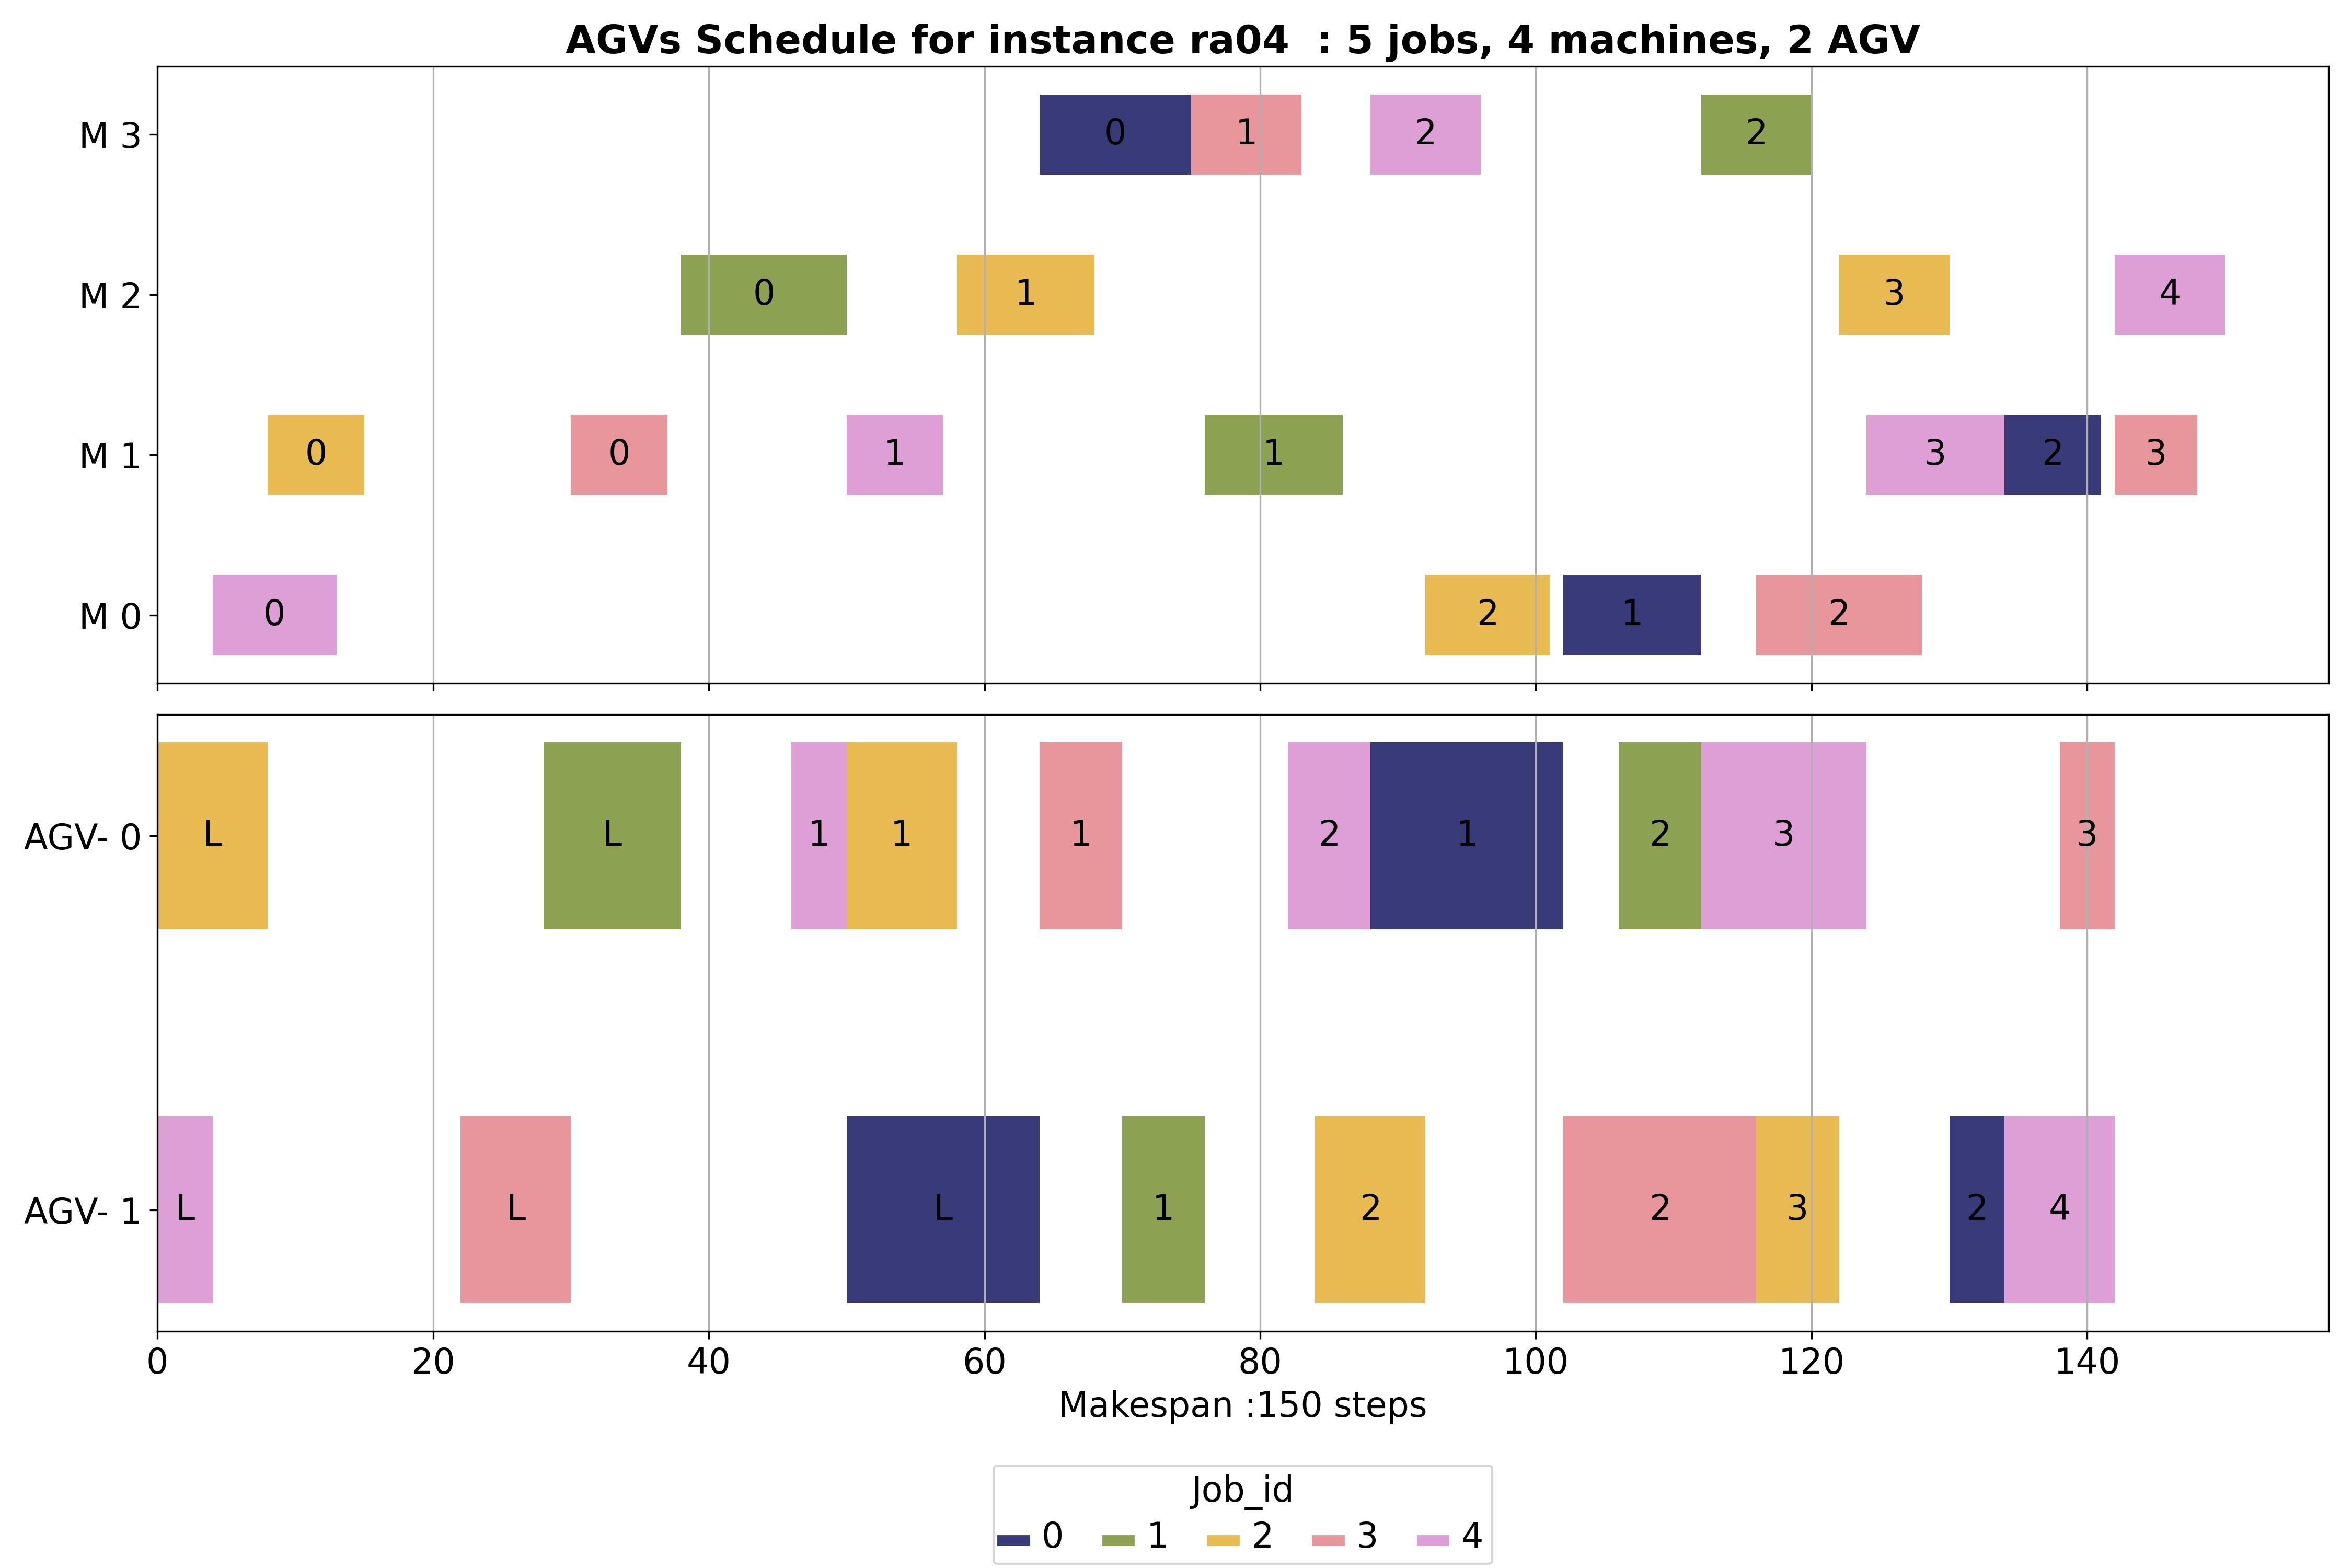 AGVs Schedule for instance ra04  : 5 jobs, 4 machines, 2 AGV
M 3
0 1 2 2
M 2
0 1 3 4
M 1
0 0 1 1 3 2 3
M 0
0 2 1 2
AGV- 0
L L 1 1 1 2 1 2 3 3
AGV- 1
L L L 1 2 2 3 2 4
0 20 40 60 80 100 120 140
Makespan :150 steps
Job_id
0 1 2 3 4